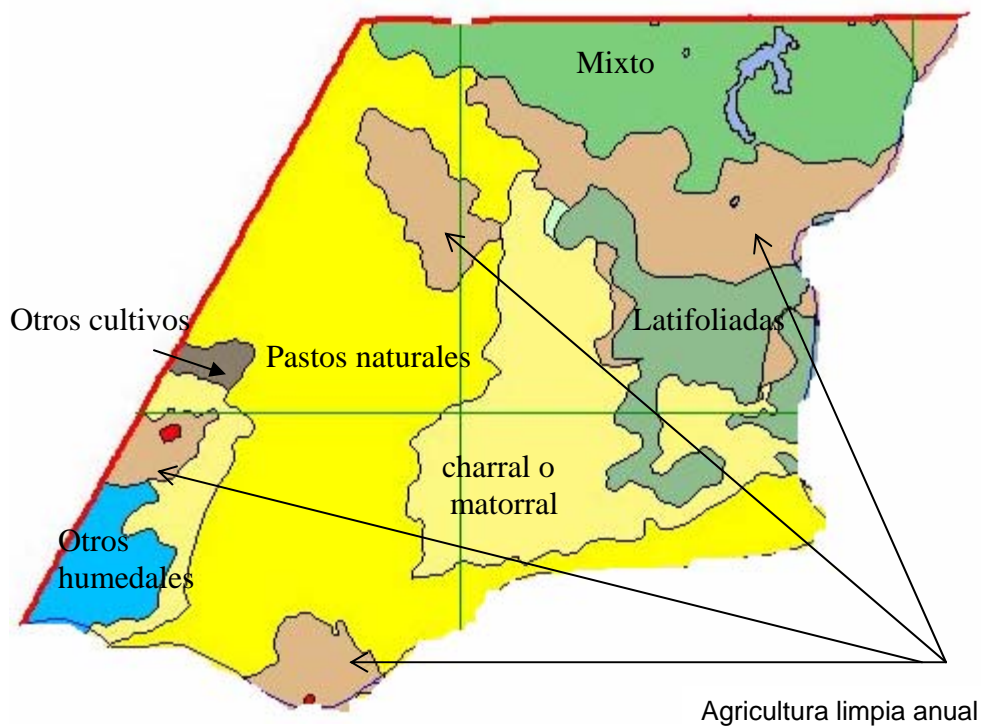 Mixto
Otros cultivos
Latifoliadas
Pastos naturales
charral o
matorral
Otros
humedales
Agricultura limpia anual